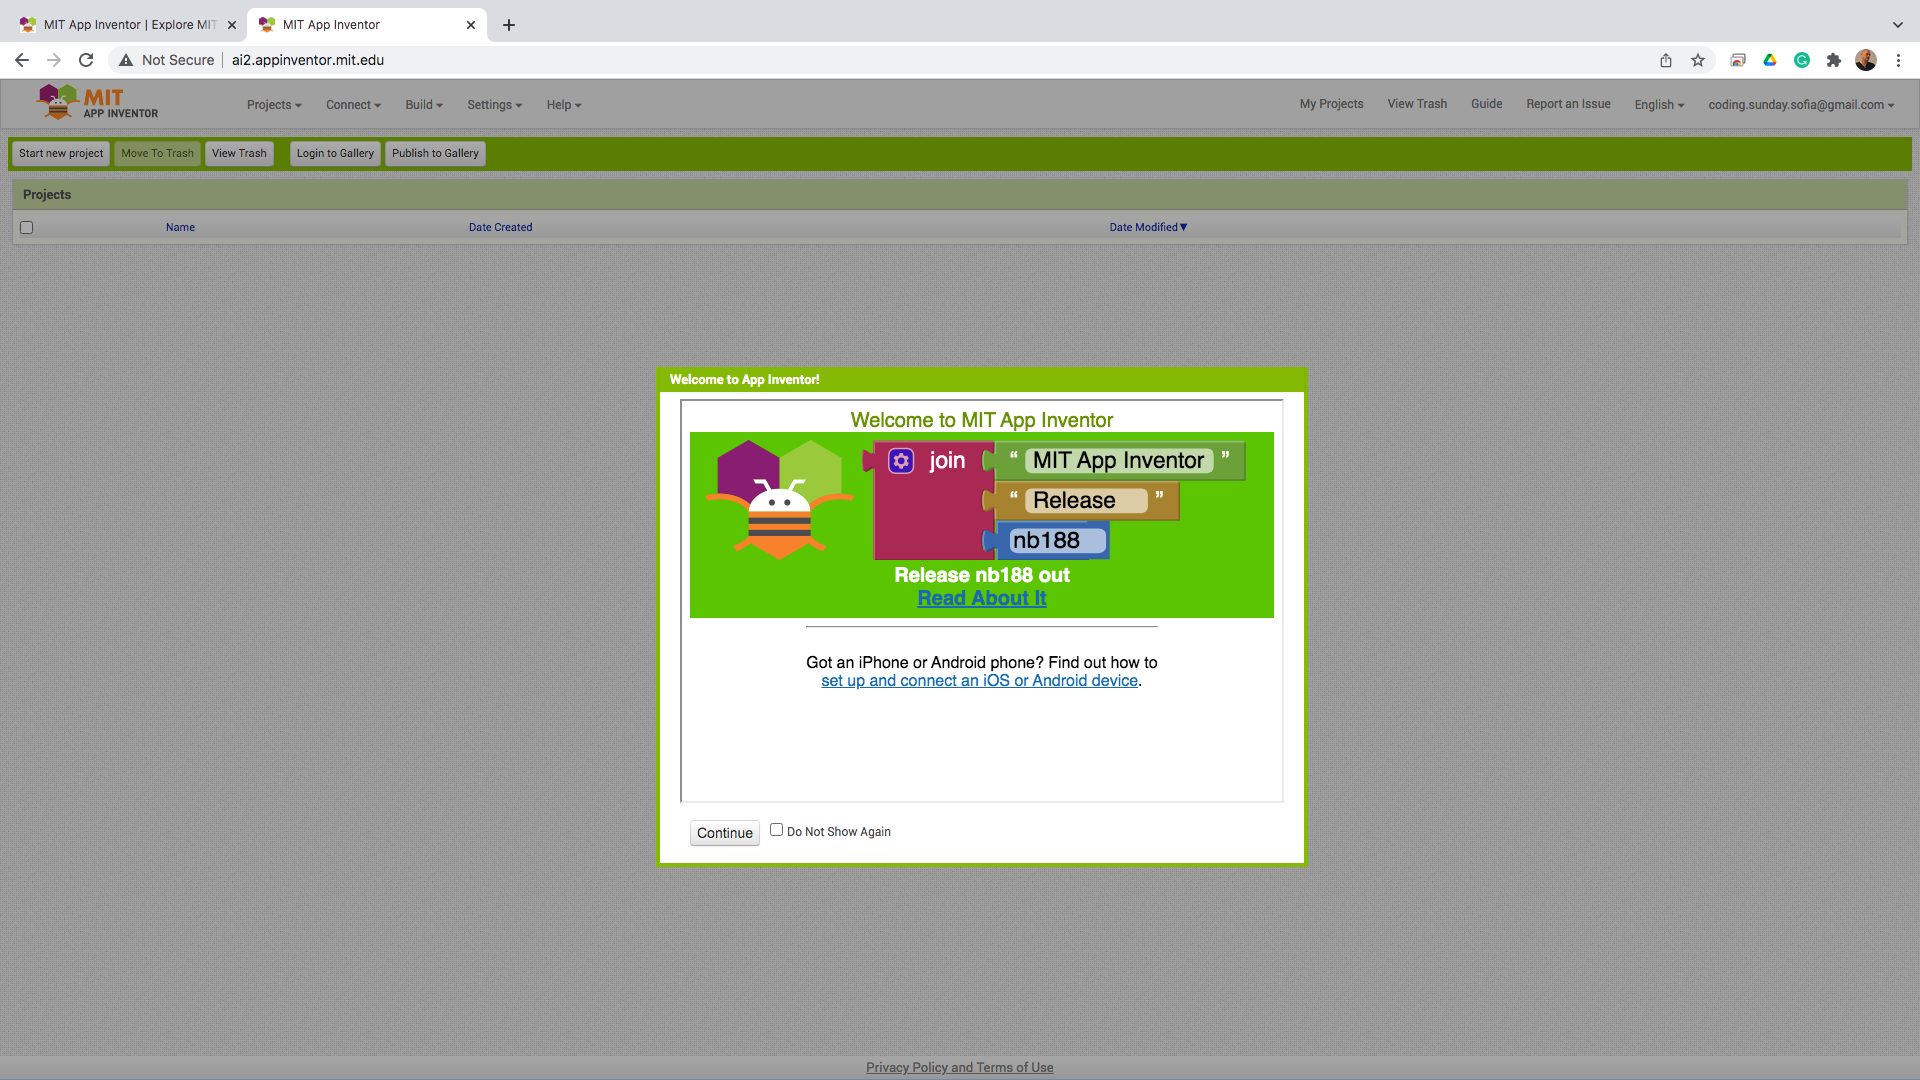 MIT App Inventor | Explore MIT
MIT App Inventor
Not Secure
ai2.appinventor.mit.edu
MIT
APP INVENTOR
Projects
Connect
Build
Settings
Help
My Projects
View Trash
Guide
Report an Issue
English
coding.sunday.sofia@gmail.com
Start new project
Move To Trash
View Trash
Login to Gallery
Publish to Gallery
Projects
Name
Date Created
Date Modified▼
Welcome to App Inventor!
Welcome to MIT App Inventor
join
“ MIT App Inventor ”
“ Release ”
nb188
Release nb188 out
Read About It
Got an iPhone or Android phone? Find out how to
set up and connect an iOS or Android device.
Continue
Do Not Show Again
Privacy Policy and Terms of Use